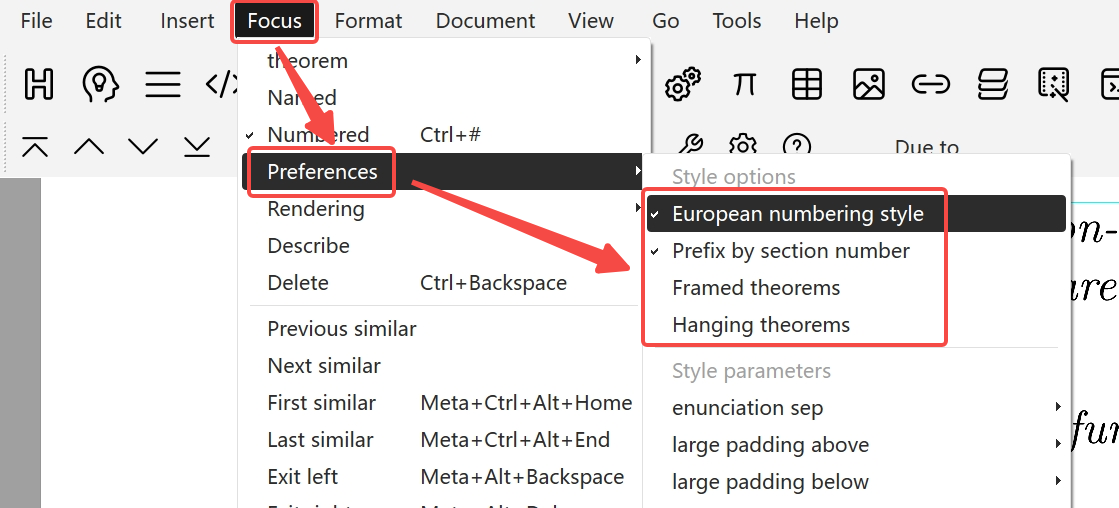 File Edit Insert Focus Format Document View Go Tools Help
theorem
Named
Numbered Ctrl+#
Due to
Preferences
Style options
Rendering
European numbering style
on-
Describe
Prefix by section number
Delete Ctrl+Backspace
Framed theorems
are
Previous similar
Hanging theorems
Next similar
Style parameters
First similar Meta+Ctrl+Alt+Home
enunciation sep
Last similar Meta+Ctrl+Alt+End
large padding above
fur
Exit left Meta+Alt+Backspace
large padding below